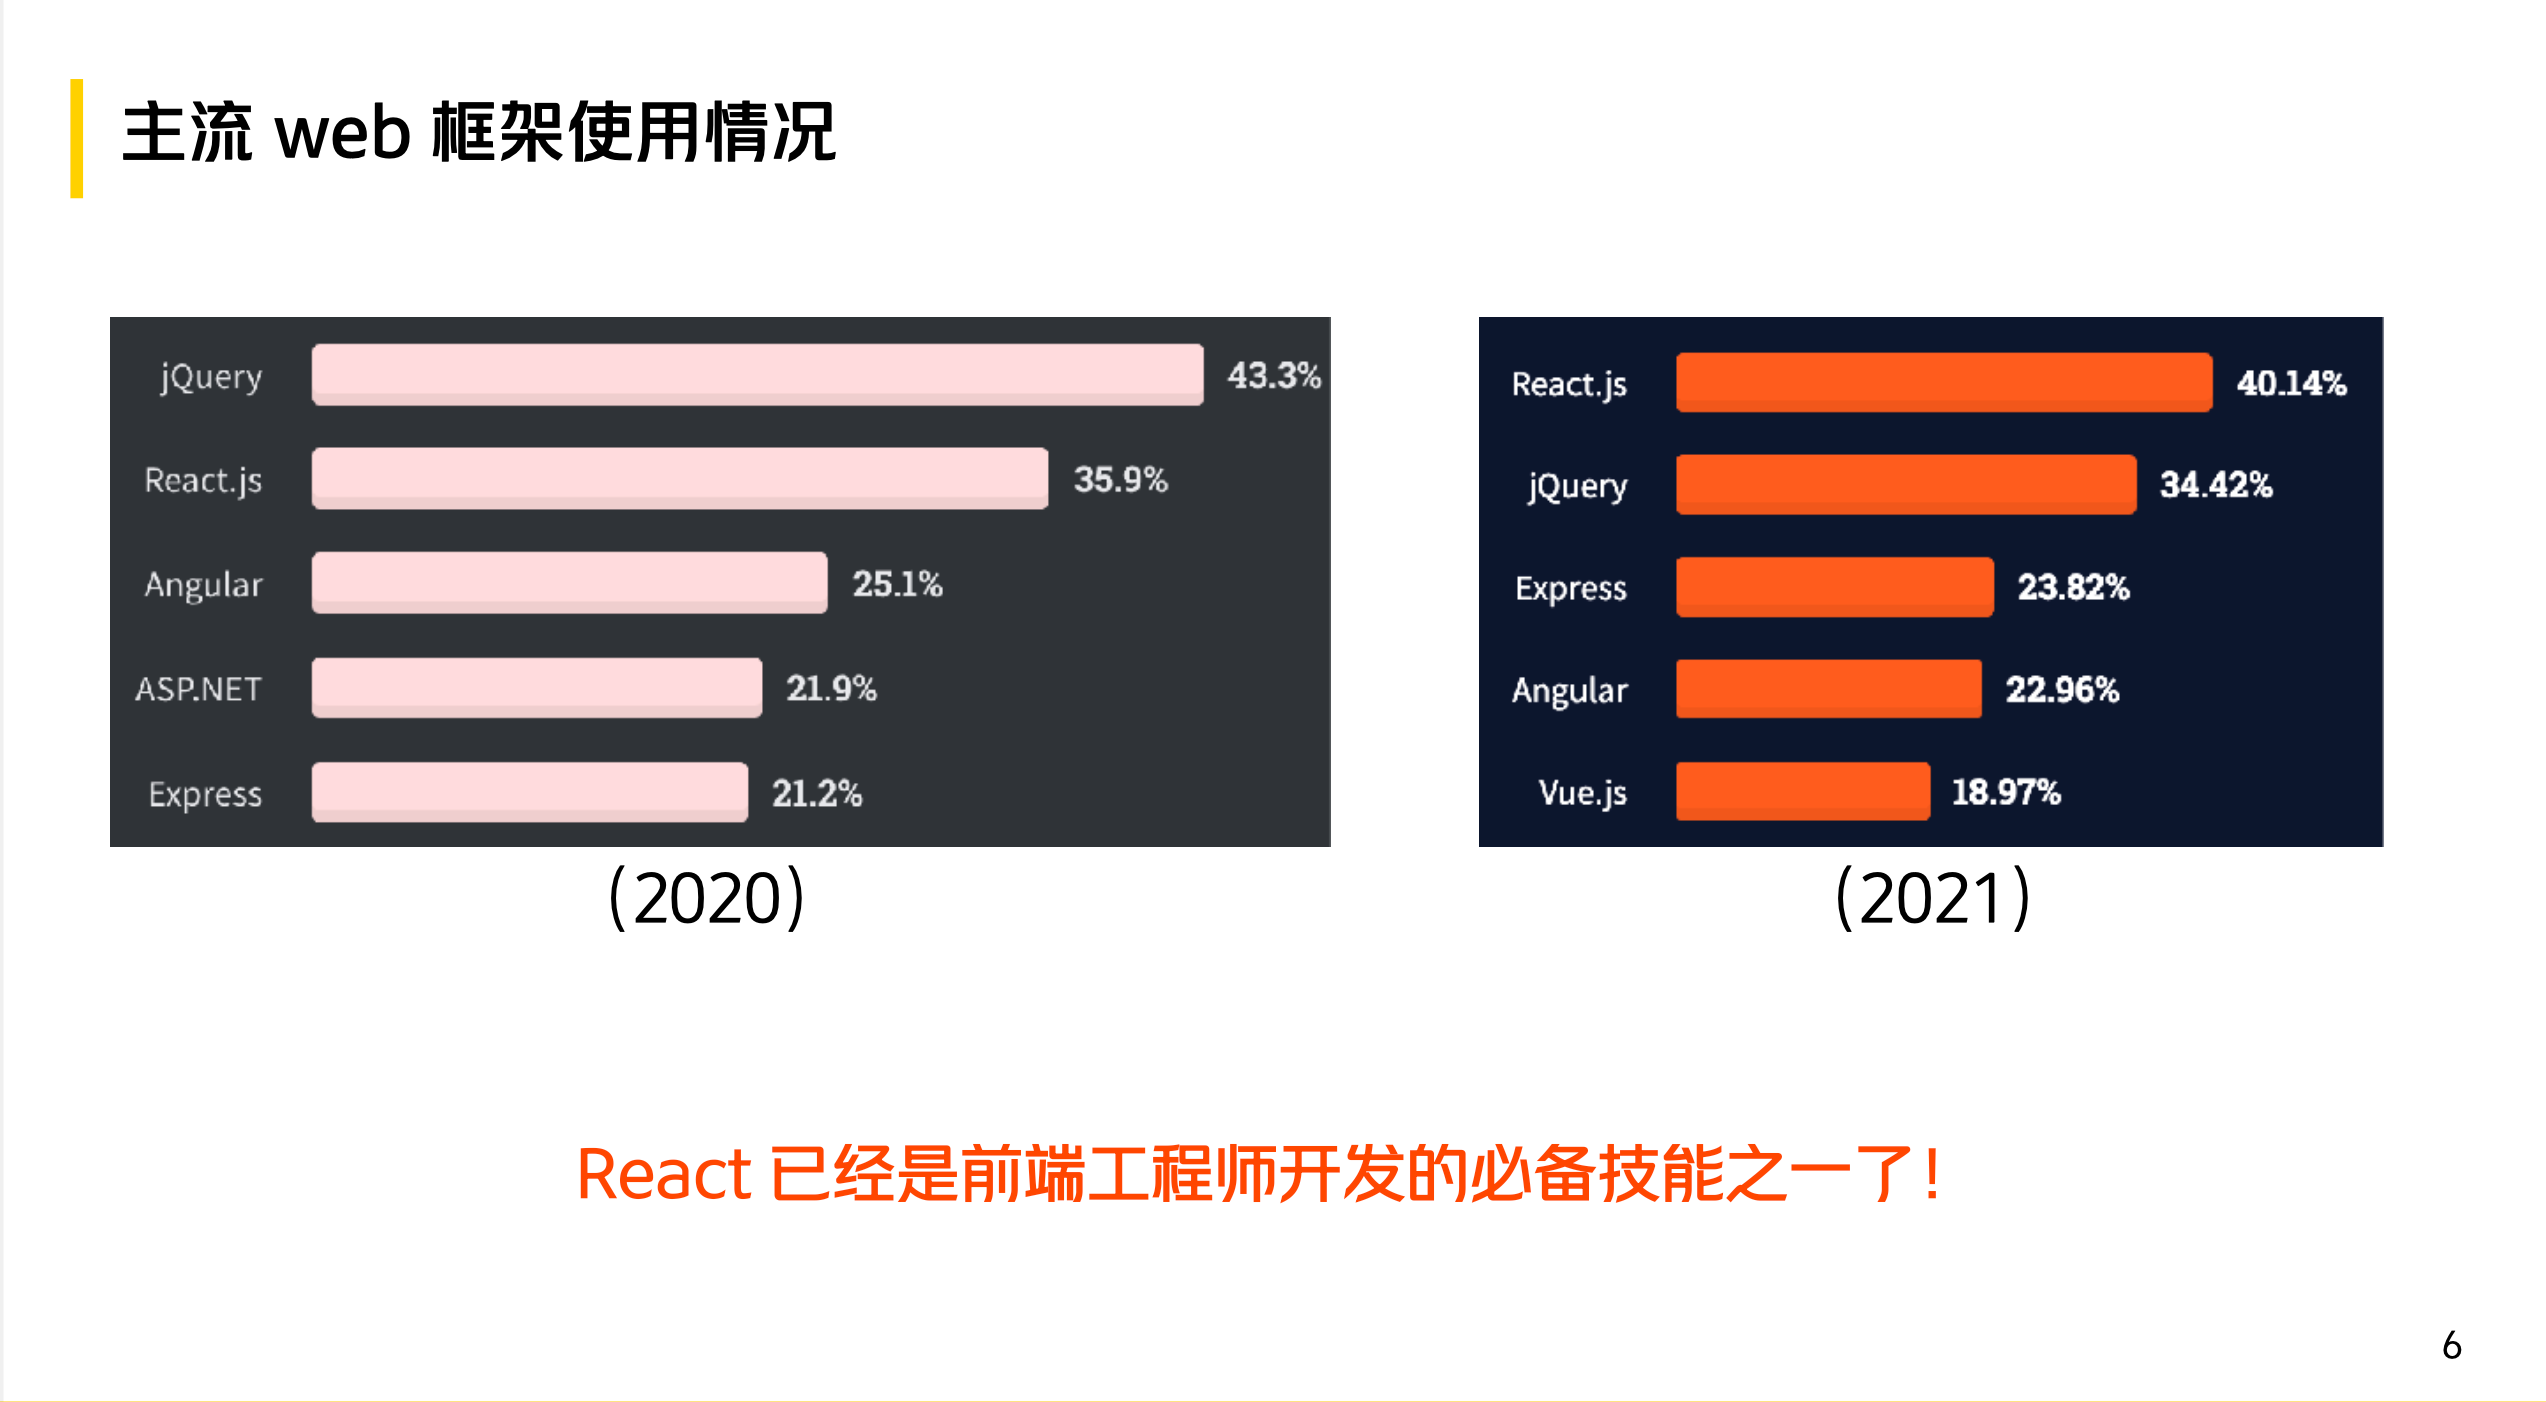 主流 web 框架使用情况
jQuery 43.3%
React.js 35.9%
Angular 25.1%
ASP.NET 21.9%
Express 21.2%
(2020)
React.js 40.14%
jQuery 34.42%
Express 23.82%
Angular 22.96%
Vue.js 18.97%
(2021)
React 已经是前端工程师开发的必备技能之一了!
6